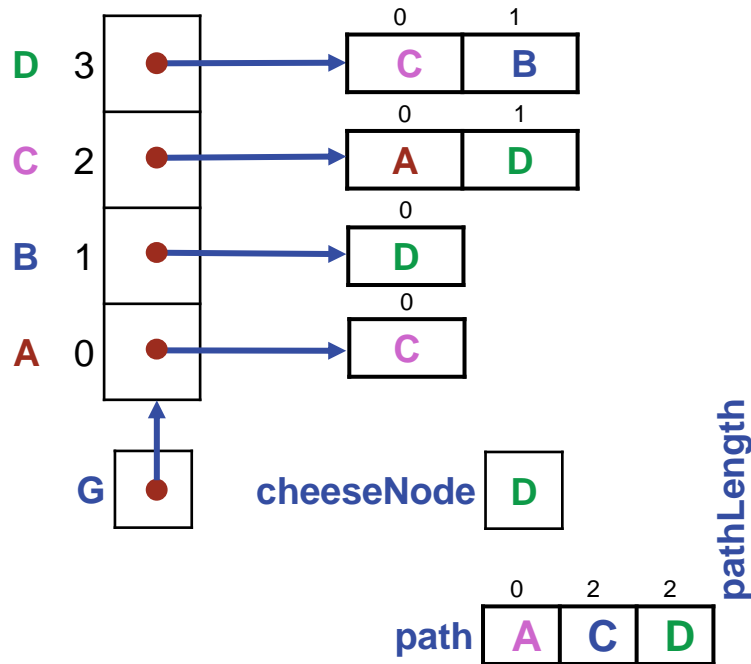 0 1
D 3 C B
0 1
C 2 A D
0
B 1 D
0
A 0 C
G cheeseNode D
pathLength
0 2 2
path A C D